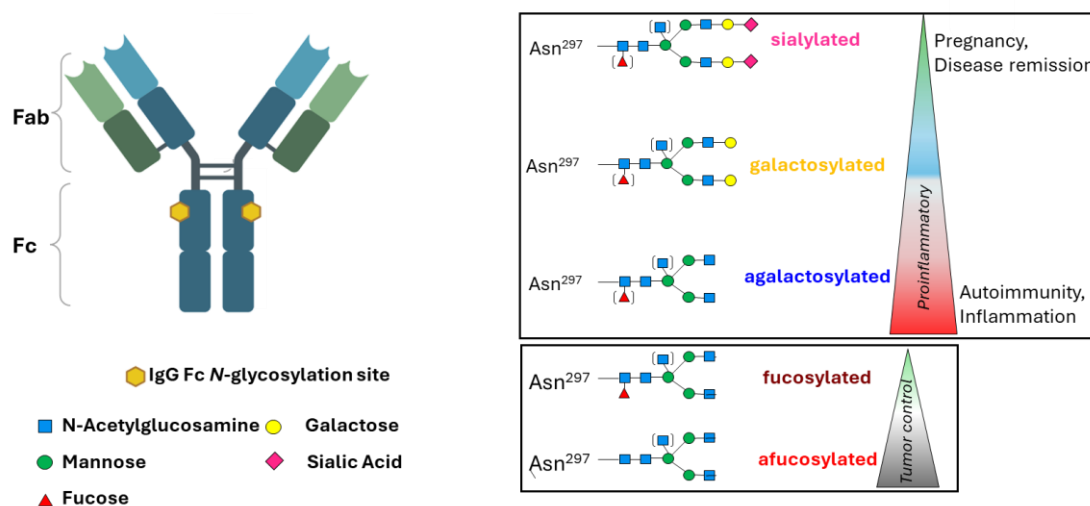 Fab
Fc
IgG Fc N-glycosylation site
N-Acetylglucosamine
Galactose
Mannose
Sialic Acid
Fucose
Asn²⁹⁷
sialylated
Pregnancy,
Disease remission
Asn²⁹⁷
galactosylated
Asn²⁹⁷
agalactosylated
Proinflammatory
Autoimmunity,
Inflammation
Asn²⁹⁷
fucosylated
Asn²⁹⁷
afucosylated
Tumor control